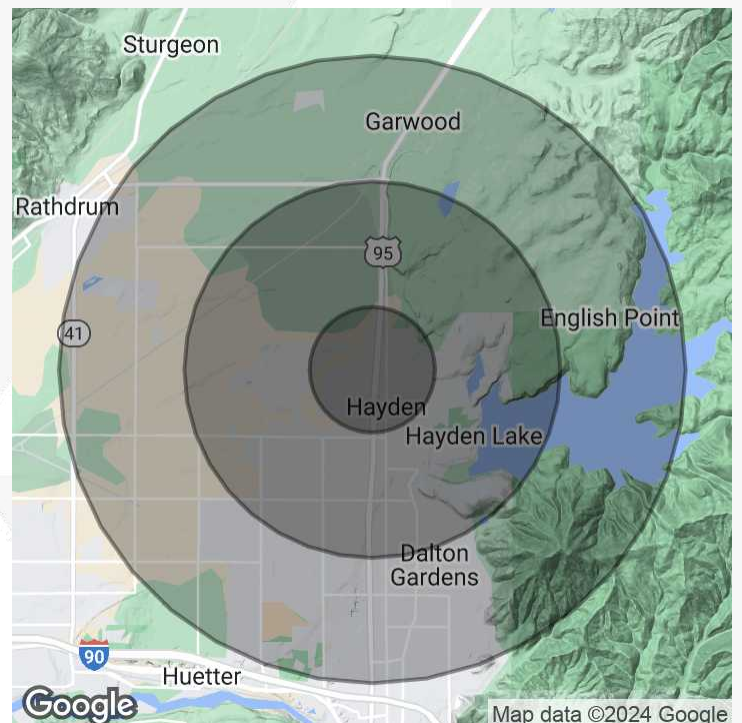 Sturgeon
Garwood
Rathdrum
95
English Point
41
Hayden
Hayden Lake
Dalton
Gardens
90
Huetter
Google
Map data ©2024 Google